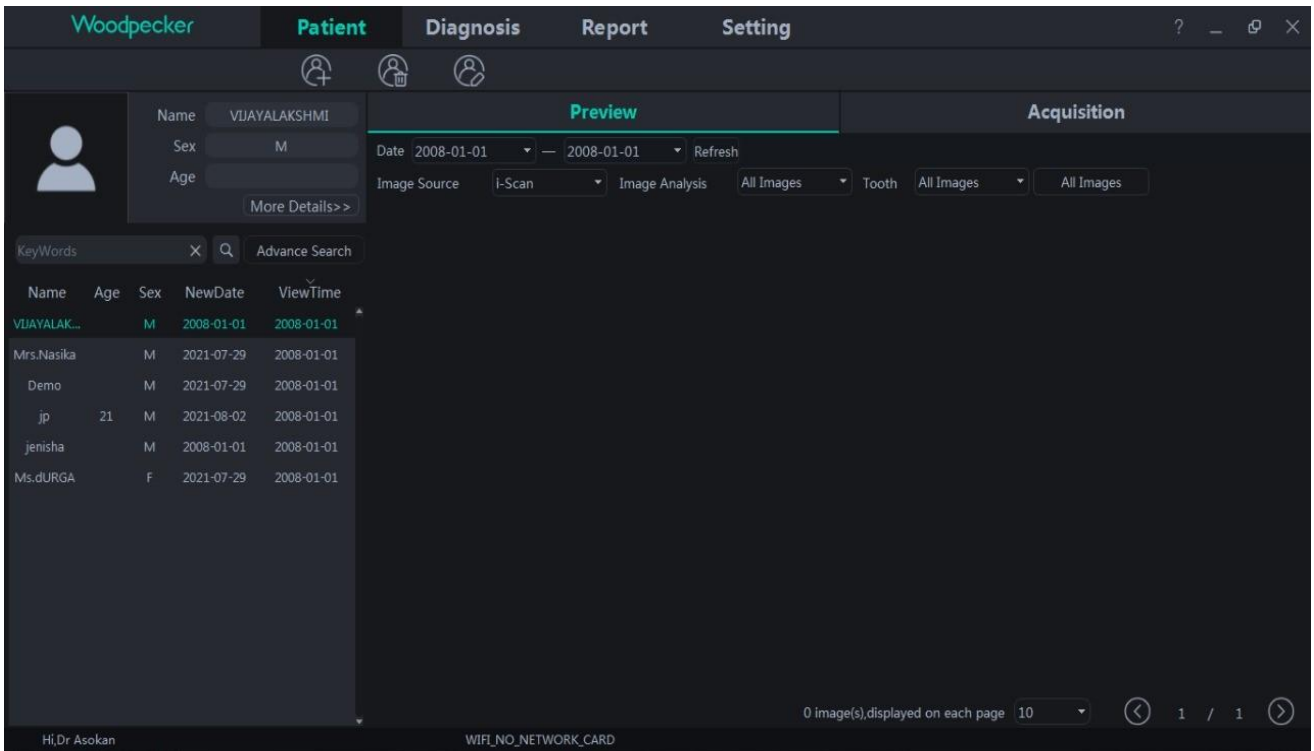 Woodpecker Patient Diagnosis Report Setting ?
Name VIJAYALAKSHMI
Sex M
Age
More Details>>
Preview Acquisition
Date 2008-01-01 — 2008-01-01 Refresh
Image Source I-Scan Image Analysis All Images Tooth All Images All Images
KeyWords X Advance Search
Name Age Sex NewDate ViewTime
VIJAYALAK... M 2008-01-01 2008-01-01
Mrs.Nasika M 2021-07-29 2008-01-01
Demo M 2021-07-29 2008-01-01
jp 21 M 2021-08-02 2008-01-01
jenisha M 2008-01-01 2008-01-01
Ms.dURGA F 2021-07-29 2008-01-01
0 image(s),displayed on each page 10 1 / 1
Hi,Dr Asokan WIFI_NO_NETWORK_CARD